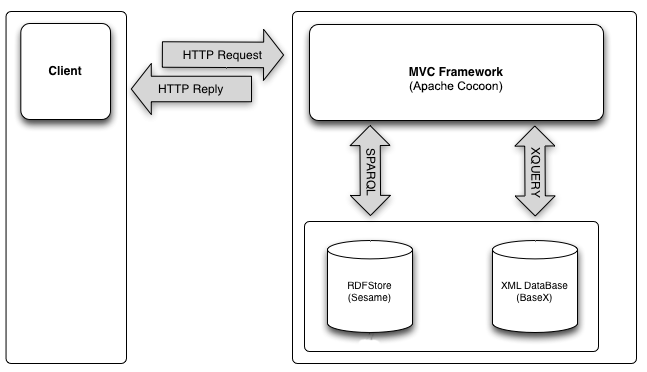 Client
HTTP Request
HTTP Reply
MVC Framework
(Apache Cocoon)
SPARQL
XQUERY
RDFStore
(Sesame)
XML DataBase
(BaseX)